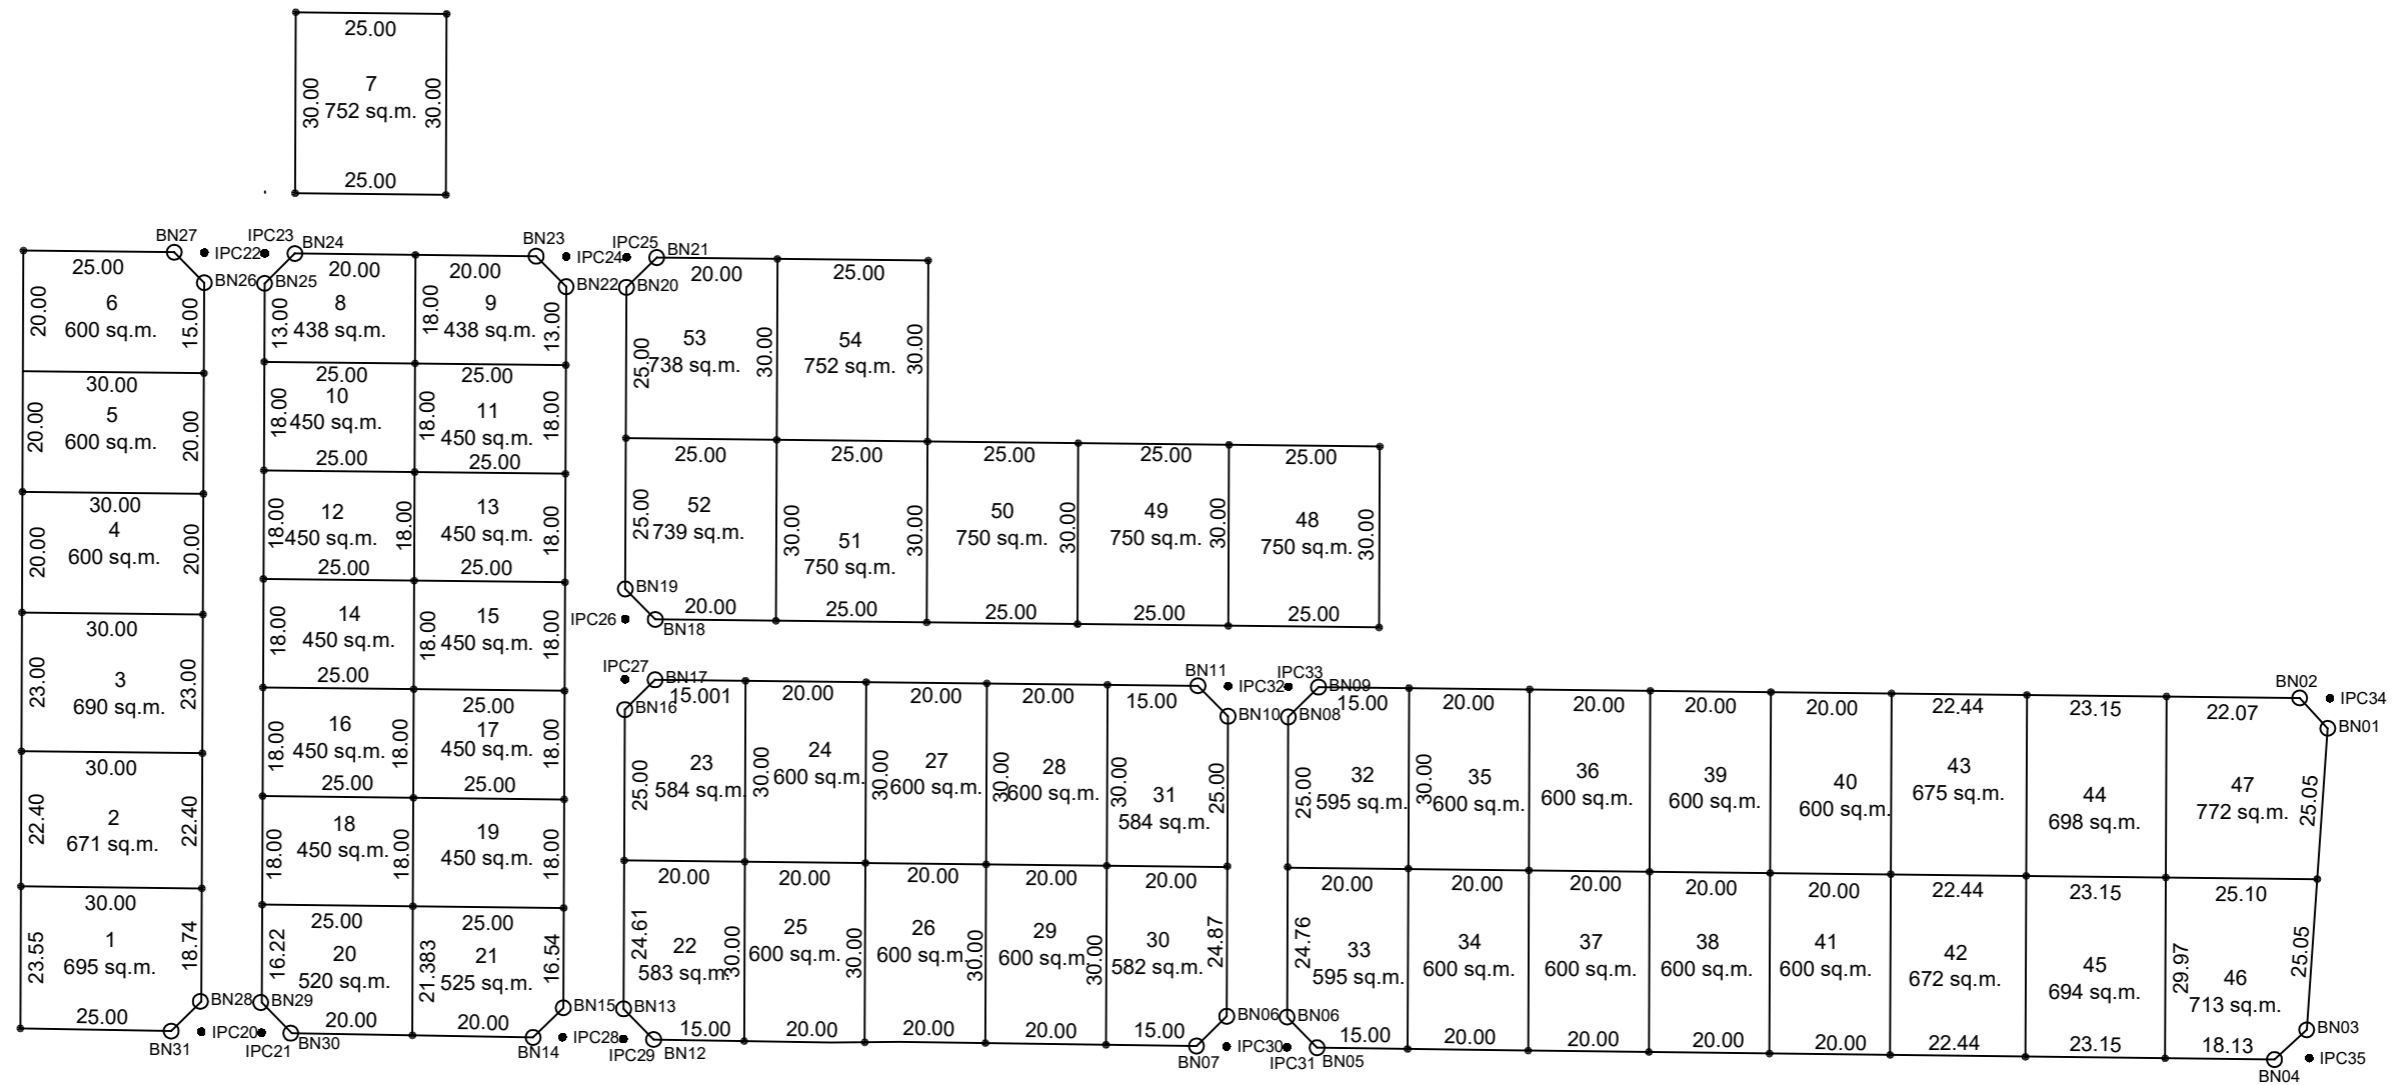 25.00
30.00
7
752 sq.m.
30.00
25.00
BN27
IPC22
IPC23
BN24
BN26
BN25
BN23
IPC24
IPC25
BN21
BN22
BN20
25.00
20.00
6
600 sq.m.
15.00
30.00
20.00
5
600 sq.m.
20.00
30.00
20.00
4
600 sq.m.
20.00
30.00
23.00
3
690 sq.m.
23.00
30.00
22.40
2
671 sq.m.
22.40
30.00
23.55
1
695 sq.m.
18.74
25.00
BN28
BN31
IPC20
IPC21
BN29
BN30
20.00
13.00
8
438 sq.m.
20.00
18.00
9
438 sq.m.
13.00
25.00
18.00
10
450 sq.m.
25.00
25.00
18.00
11
450 sq.m.
18.00
25.00
18.00
12
450 sq.m.
18.00
25.00
13
450 sq.m.
18.00
25.00
18.00
14
450 sq.m.
25.00
18.00
15
450 sq.m.
18.00
18.00
16
450 sq.m.
18.00
25.00
25.00
17
450 sq.m.
18.00
25.00
18.00
18
450 sq.m.
18.00
19
450 sq.m.
18.00
25.00
16.22
20
520 sq.m.
20.00
25.00
21.383
21
525 sq.m.
16.54
20.00
BN15
BN14
IPC28
IPC29
BN13
BN12
20.00
25.00
53
738 sq.m.
30.00
25.00
54
752 sq.m.
30.00
25.00
25.00
52
739 sq.m.
20.00
BN19
IPC26
BN18
25.00
30.00
51
750 sq.m.
30.00
25.00
25.00
50
750 sq.m.
30.00
25.00
25.00
49
750 sq.m.
30.00
25.00
25.00
48
750 sq.m.
30.00
25.00
IPC27
BN17
BN16
15.001
25.00
23
584 sq.m.
30.00
20.00
24
600 sq.m.
30.00
20.00
27
600 sq.m.
30.00
20.00
28
600 sq.m.
30.00
15.00
31
584 sq.m.
25.00
BN11
IPC32
BN10
IPC33
BN09
BN08
20.00
24.61
22
583 sq.m.
30.00
15.00
20.00
25
600 sq.m.
30.00
20.00
20.00
26
600 sq.m.
30.00
20.00
20.00
29
600 sq.m.
30.00
20.00
20.00
30
582 sq.m.
24.87
15.00
BN06
BN07
IPC30
IPC31
BN06
BN05
15.00
25.00
32
595 sq.m.
30.00
20.00
35
600 sq.m.
20.00
36
600 sq.m.
20.00
39
600 sq.m.
20.00
40
600 sq.m.
22.44
43
675 sq.m.
23.15
44
698 sq.m.
22.07
47
772 sq.m.
25.05
BN02
IPC34
BN01
20.00
24.76
33
595 sq.m.
15.00
20.00
34
600 sq.m.
20.00
20.00
37
600 sq.m.
20.00
20.00
38
600 sq.m.
20.00
20.00
41
600 sq.m.
20.00
22.44
42
672 sq.m.
22.44
23.15
45
694 sq.m.
23.15
25.10
29.97
46
713 sq.m.
25.05
18.13
BN03
IPC35
BN04